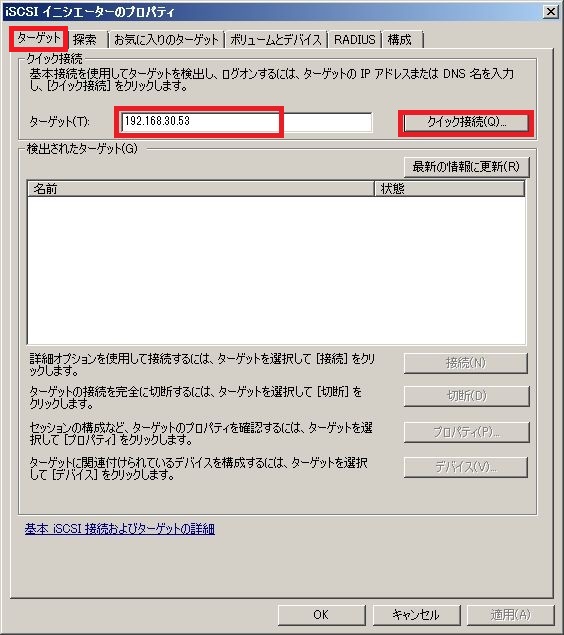 iSCSI イニシエーターのプロパティ
ターゲット 探索 お気に入りのターゲット ボリュームとデバイス RADIUS 構成
クイック接続
基本接続を使用してターゲットを検出し、ログオンするには、ターゲットの IP アドレスまたは DNS 名を入力
し、[クイック接続] をクリックします。
ターゲット(T): 192.168.30.53 クイック接続(Q)...
検出されたターゲット(G)
最新の情報に更新(R)
名前 状態
詳細オプションを使用して接続するには、ターゲットを選択して [接続] をクリ
ックします。
接続(N)
ターゲットの接続を完全に切断するには、ターゲットを選択して [切断] を
クリックします。
切断(D)
セッションの構成など、ターゲットのプロパティを確認するには、ターゲットを選
択して [プロパティ] をクリックします。
プロパティ(P)...
ターゲットに関連付けられているデバイスを構成するには、ターゲットを選択
して [デバイス] をクリックします。
デバイス(V)...
基本 iSCSI 接続およびターゲットの詳細
OK キャンセル 適用(A)